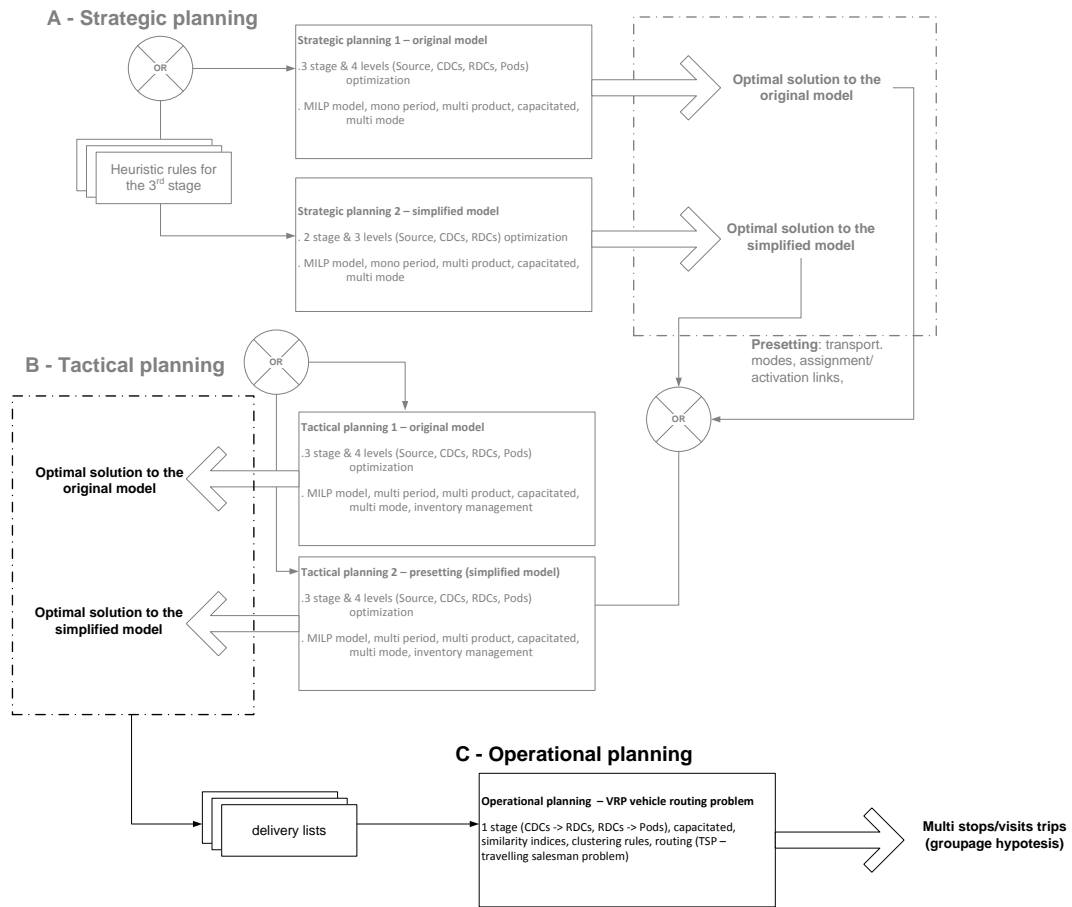 A - Strategic planning
OR
Strategic planning 1 – original model
.3 stage & 4 levels (Source, CDCs, RDCs, Pods)
optimization
. MILP model, mono period, multi product, capacitated,
multi mode
Optimal solution to the
original model
Heuristic rules for
the 3rd stage
Strategic planning 2 – simplified model
. 2 stage & 3 levels (Source, CDCs, RDCs) optimization
. MILP model, mono period, multi product, capacitated,
multi mode
Optimal solution to the
simplified model
Presetting: transport.
modes, assignment/
activation links,
OR
B - Tactical planning
OR
Tactical planning 1 – original model
.3 stage & 4 levels (Source, CDCs, RDCs, Pods)
optimization
. MILP model, multi period, multi product, capacitated,
multi mode, inventory management
Optimal solution to the
original model
Tactical planning 2 – presetting (simplified model)
.3 stage & 4 levels (Source, CDCs, RDCs, Pods)
optimization
. MILP model, multi period, multi product, capacitated,
multi mode, inventory management
Optimal solution to the
simplified model
C - Operational planning
delivery lists
Operational planning – VRP vehicle routing problem
1 stage (CDCs -> RDCs, RDCs -> Pods), capacitated,
similarity indices, clustering rules, routing (TSP –
travelling salesman problem)
Multi stops/visits trips
(groupage hypotesis)